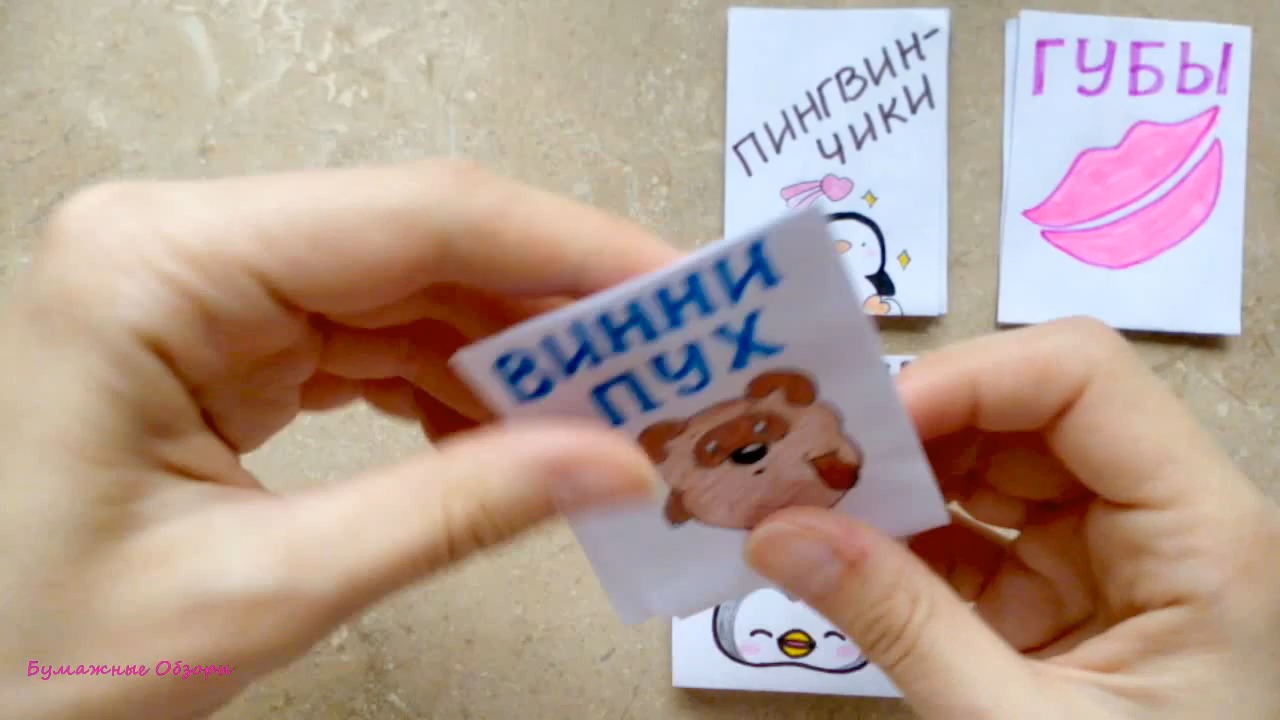 ПИНГВИН-
ЧИКИ
ГУБЫ
ВИННИ
ПУХ
Бумажные Обзоры